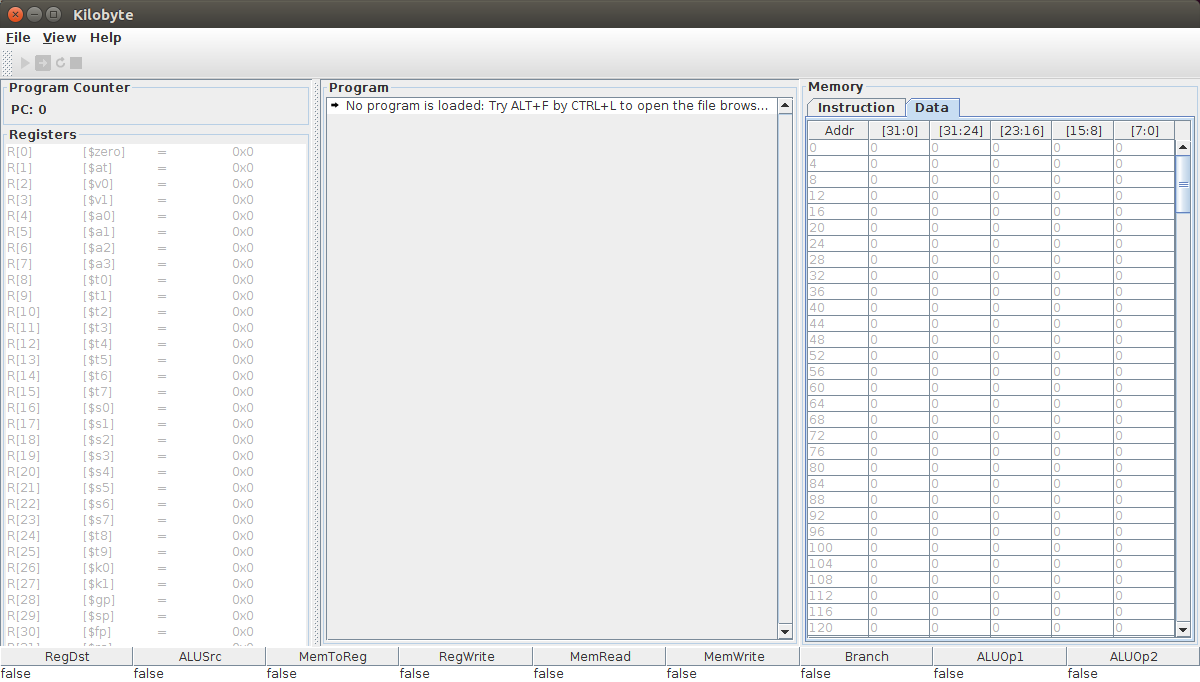 Kilobyte
File View Help
Program Counter
PC: 0
Registers
R[0] [$zero] = 0x0
R[1] [$at] = 0x0
R[2] [$v0] = 0x0
R[3] [$v1] = 0x0
R[4] [$a0] = 0x0
R[5] [$a1] = 0x0
R[6] [$a2] = 0x0
R[7] [$a3] = 0x0
R[8] [$t0] = 0x0
R[9] [$t1] = 0x0
R[10] [$t2] = 0x0
R[11] [$t3] = 0x0
R[12] [$t4] = 0x0
R[13] [$t5] = 0x0
R[14] [$t6] = 0x0
R[15] [$t7] = 0x0
R[16] [$s0] = 0x0
R[17] [$s1] = 0x0
R[18] [$s2] = 0x0
R[19] [$s3] = 0x0
R[20] [$s4] = 0x0
R[21] [$s5] = 0x0
R[22] [$s6] = 0x0
R[23] [$s7] = 0x0
R[24] [$t8] = 0x0
R[25] [$t9] = 0x0
R[26] [$k0] = 0x0
R[27] [$k1] = 0x0
R[28] [$gp] = 0x0
R[29] [$sp] = 0x0
R[30] [$fp] = 0x0
Program
No program is loaded: Try ALT+F by CTRL+L to open the file brows...
Memory
Instruction Data
Addr [31:0] [31:24] [23:16] [15:8] [7:0]
0 0 0 0 0 0
4 0 0 0 0 0
8 0 0 0 0 0
12 0 0 0 0 0
16 0 0 0 0 0
20 0 0 0 0 0
24 0 0 0 0 0
28 0 0 0 0 0
32 0 0 0 0 0
36 0 0 0 0 0
40 0 0 0 0 0
44 0 0 0 0 0
48 0 0 0 0 0
52 0 0 0 0 0
56 0 0 0 0 0
60 0 0 0 0 0
64 0 0 0 0 0
68 0 0 0 0 0
72 0 0 0 0 0
76 0 0 0 0 0
80 0 0 0 0 0
84 0 0 0 0 0
88 0 0 0 0 0
92 0 0 0 0 0
96 0 0 0 0 0
100 0 0 0 0 0
104 0 0 0 0 0
108 0 0 0 0 0
112 0 0 0 0 0
116 0 0 0 0 0
120 0 0 0 0 0
RegDst ALUSrc MemToReg RegWrite MemRead MemWrite Branch ALUOp1 ALUOp2
false false false false false false false false false